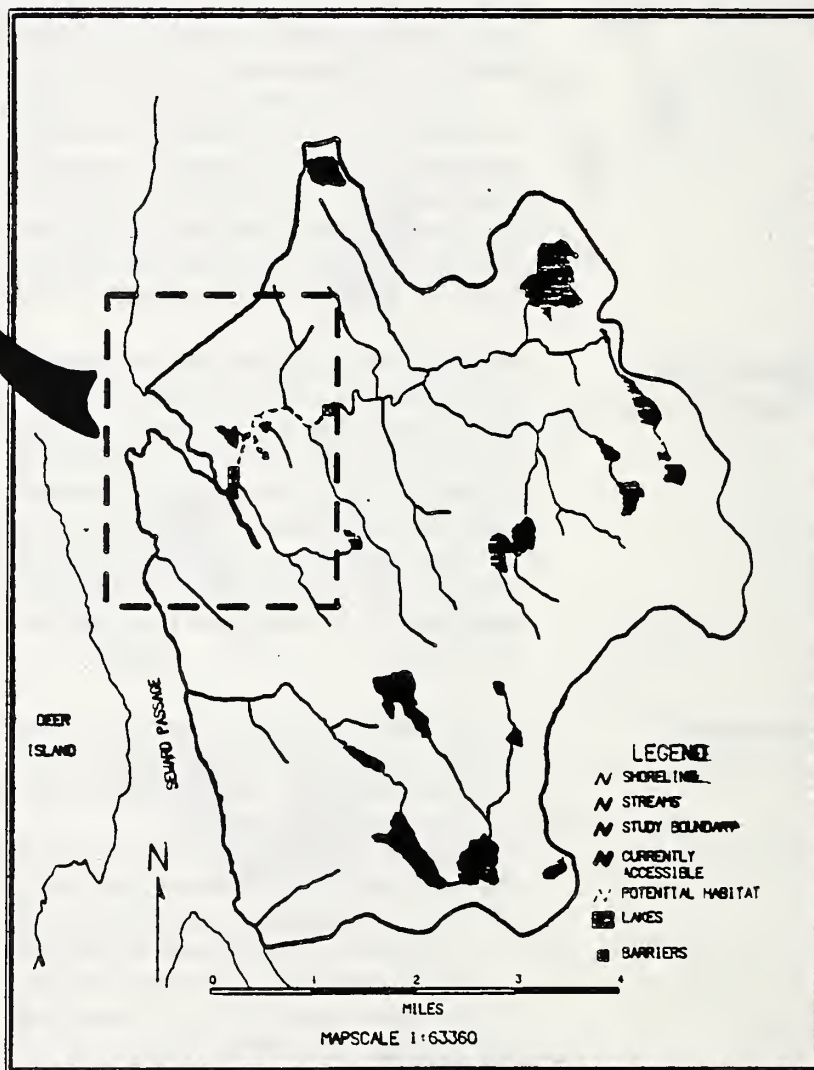 DEER
ISLAND
SEWARD PASSAGE
N
LEGEND
SHORELINE
STREAMS
STUDY BOUNDARY
CURRENTLY
ACCESSIBLE
POTENTIAL HABITAT
LAKES
BARRIERS
0 1 2 3 4
MILES
MAPSCALE 1:63360